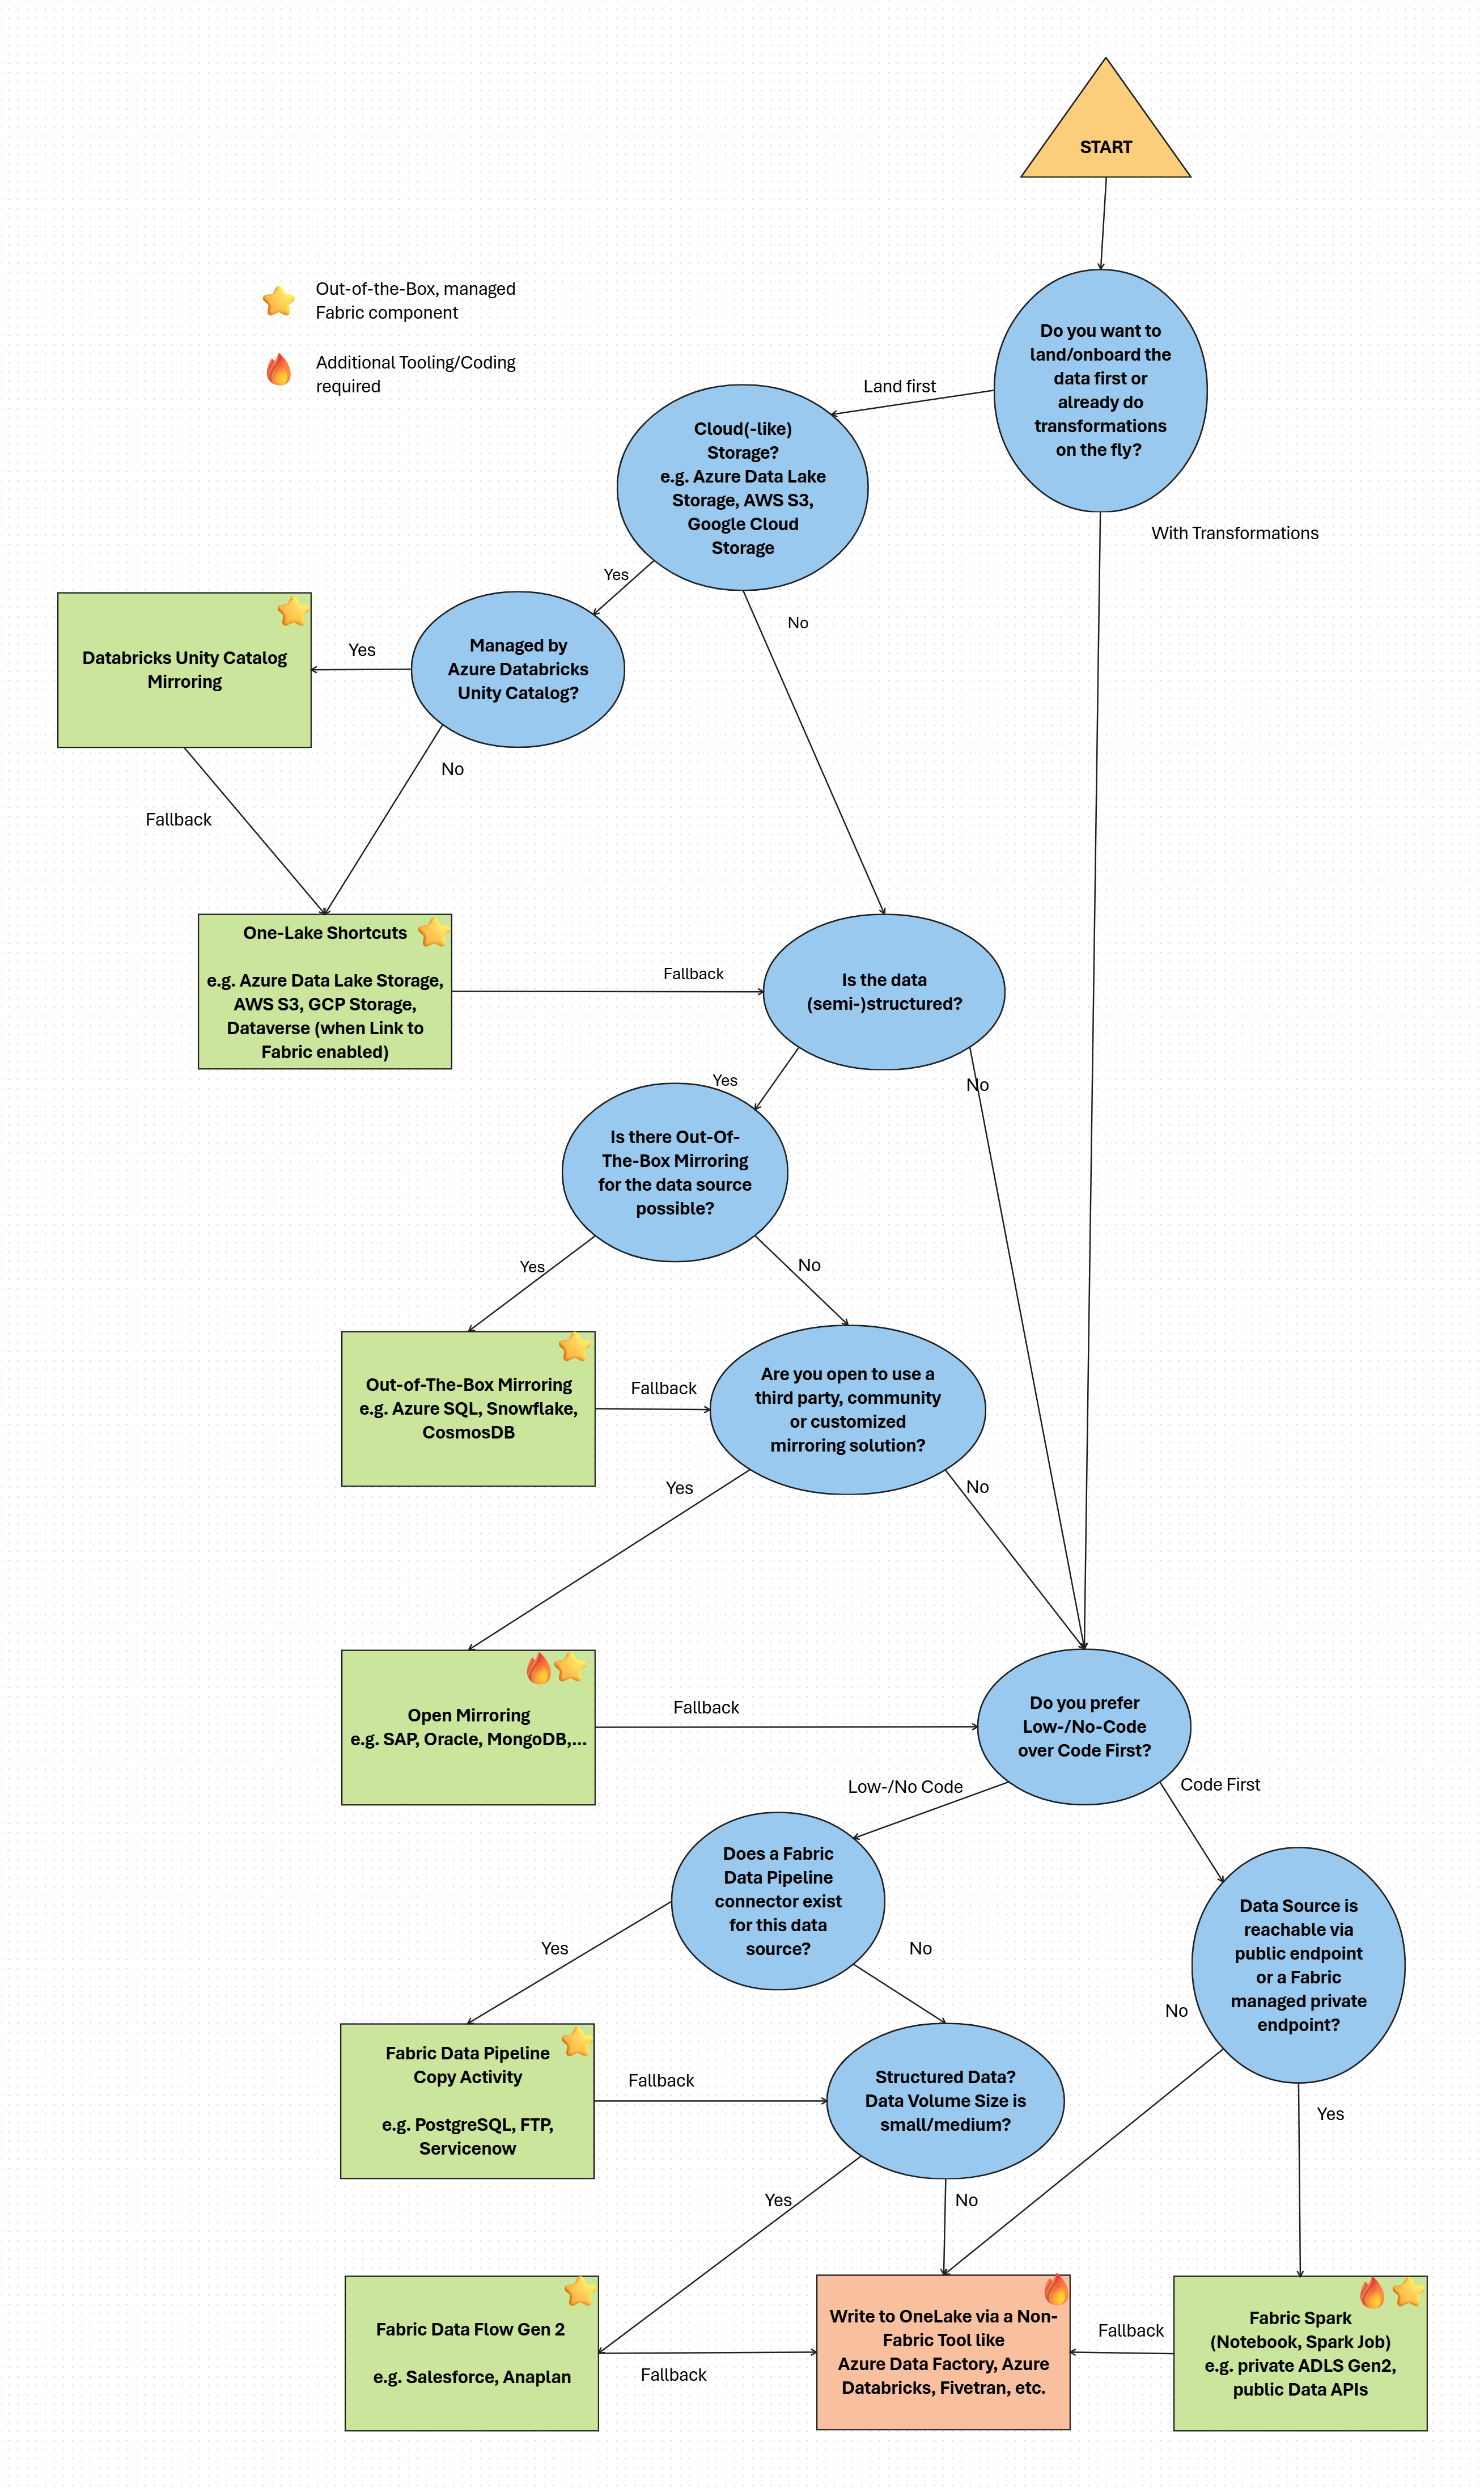 START
Out-of-the-Box, managed
Fabric component
Additional Tooling/Coding
required
Do you want to
land/onboard the
data first or
already do
transformations
on the fly?
Land first
With Transformations
Cloud(-like)
Storage?
e.g. Azure Data Lake
Storage, AWS S3,
Google Cloud
Storage
Yes
No
Managed by
Azure Databricks
Unity Catalog?
Yes
No
Databricks Unity Catalog
Mirroring
Fallback
One-Lake Shortcuts
e.g. Azure Data Lake Storage,
AWS S3, GCP Storage,
Dataverse (when Link to
Fabric enabled)
Fallback
Is the data
(semi-)structured?
Yes
No
Is there Out-Of-
The-Box Mirroring
for the data source
possible?
Yes
No
Out-of-The-Box Mirroring
e.g. Azure SQL, Snowflake,
CosmosDB
Fallback
Are you open to use a
third party, community
or customized
mirroring solution?
Yes
No
Open Mirroring
e.g. SAP, Oracle, MongoDB,...
Fallback
Do you prefer
Low-/No-Code
over Code First?
Low-/No Code
Code First
Does a Fabric
Data Pipeline
connector exist
for this data
source?
Yes
No
Data Source is
reachable via
public endpoint
or a Fabric
managed private
endpoint?
No
Yes
Fabric Data Pipeline
Copy Activity
e.g. PostgreSQL, FTP,
Servicenow
Fallback
Structured Data?
Data Volume Size is
small/medium?
Yes
No
Fabric Data Flow Gen 2
e.g. Salesforce, Anaplan
Fallback
Write to OneLake via a Non-
Fabric Tool like
Azure Data Factory, Azure
Databricks, Fivetran, etc.
Fallback
Fabric Spark
(Notebook, Spark Job)
e.g. private ADLS Gen2,
public Data APIs